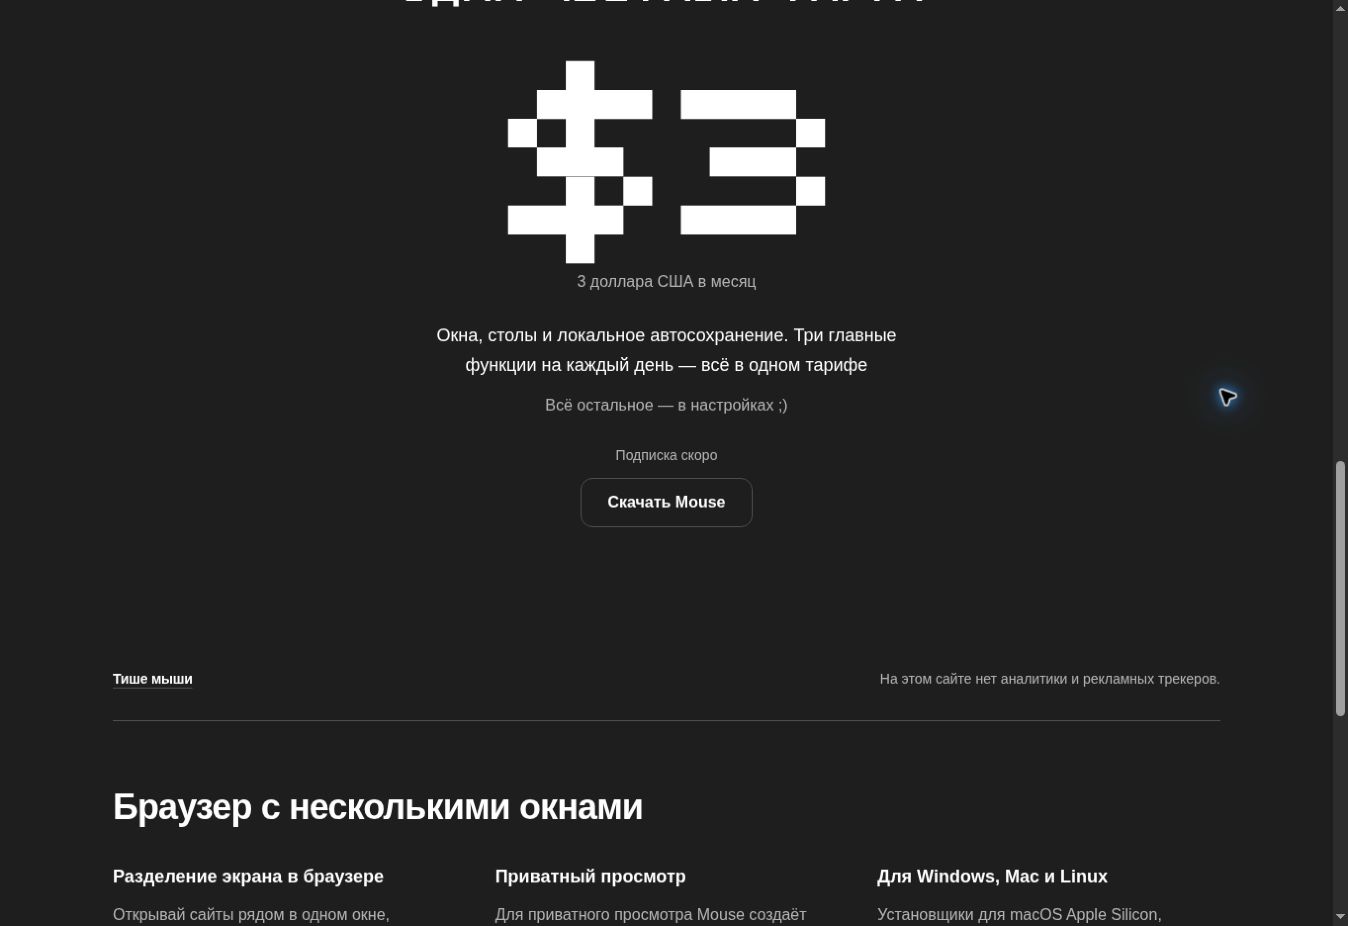 $3
3 доллара США в месяц
Окна, столы и локальное автосохранение. Три главные
функции на каждый день — всё в одном тарифе
Всё остальное — в настройках ;)
Подписка скоро
Скачать Mouse
Тише мыши
На этом сайте нет аналитики и рекламных трекеров.
Браузер с несколькими окнами
Разделение экрана в браузере
Приватный просмотр
Для Windows, Mac и Linux
Открывай сайты рядом в одном окне,
Для приватного просмотра Mouse создаёт
Установщики для macOS Apple Silicon,